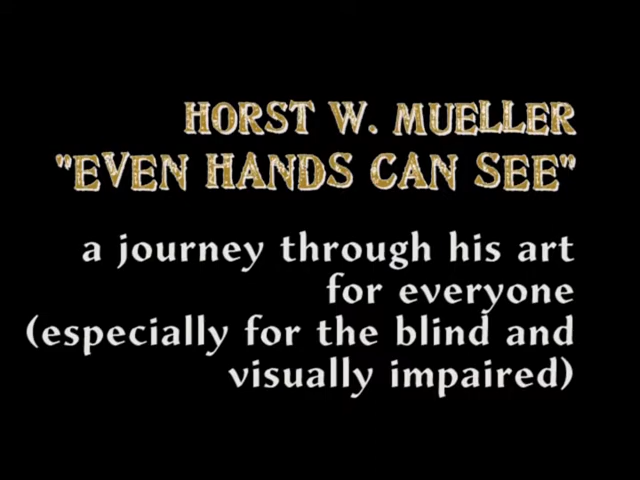 HORST W. MUELLER
"EVEN HANDS CAN SEE"
a journey through his art
for everyone
(especially for the blind and
visually impaired)